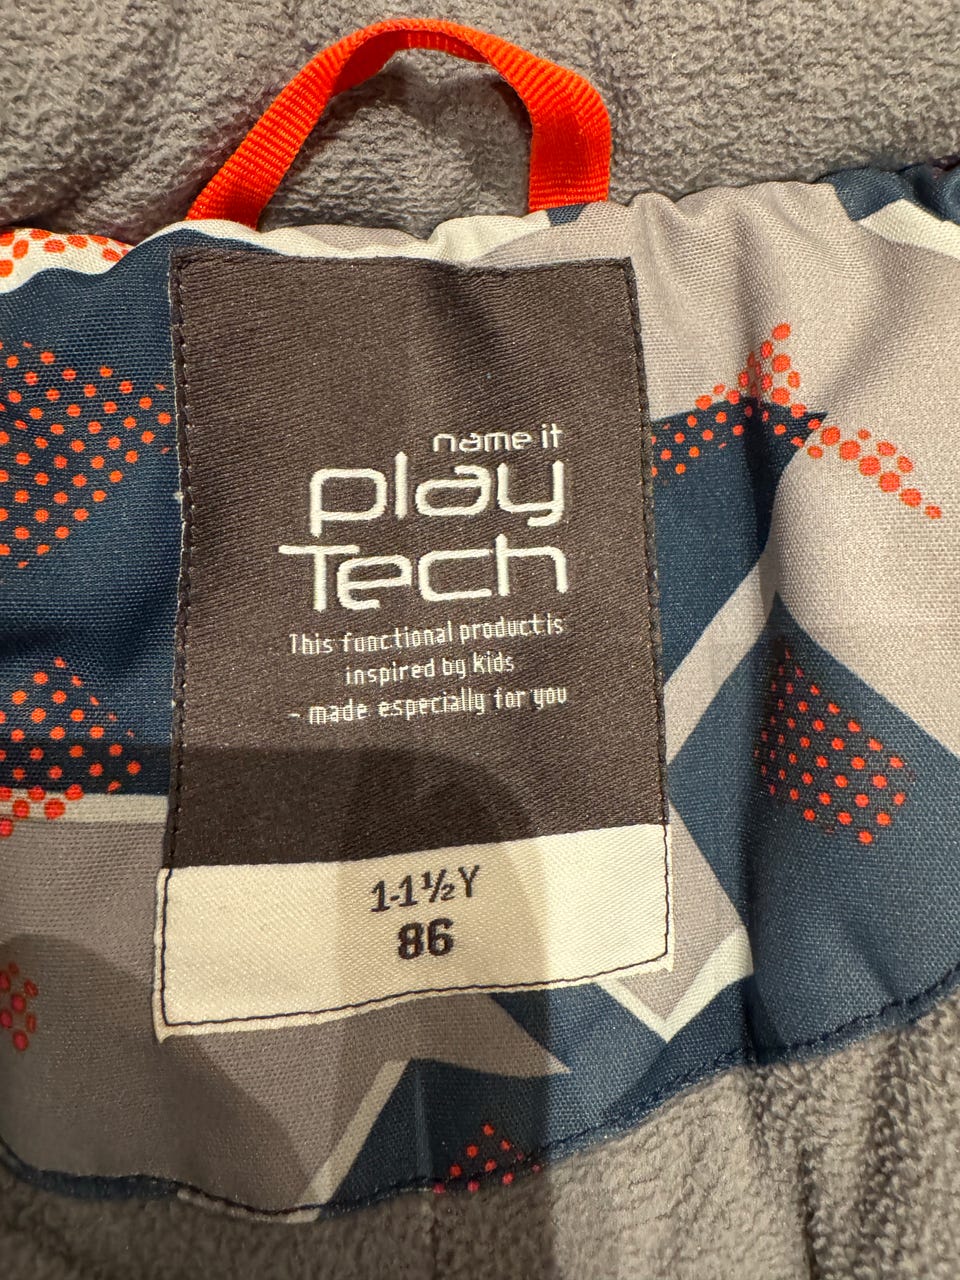 name it
play
Tech
This functional product is
inspired by kids
- made especially for you
1-1½Y
86